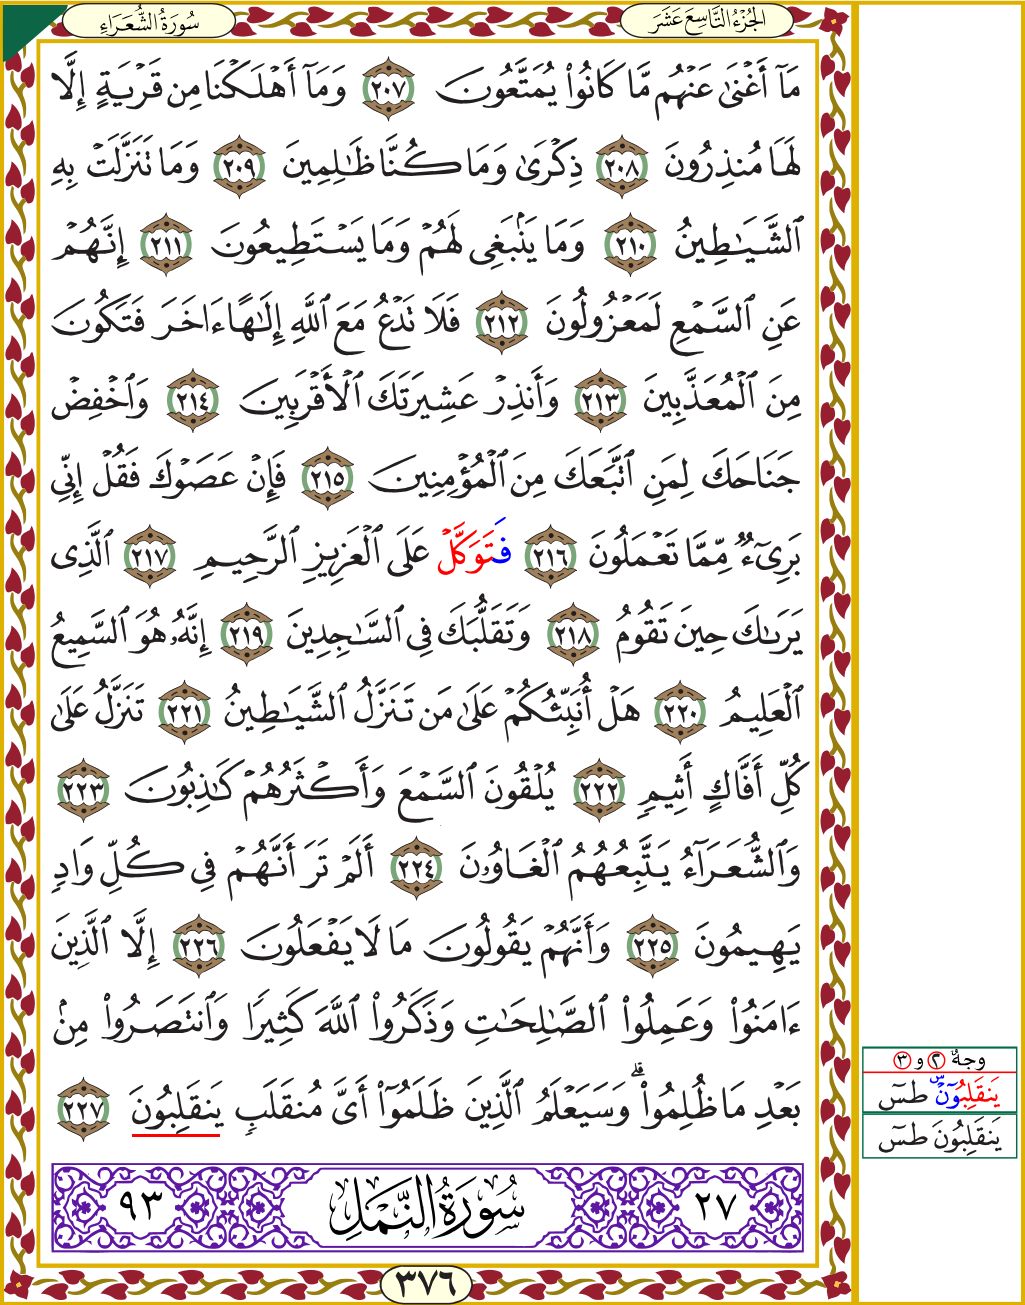 الجُزْءُ التَّاسِعَ عَشَرَ
سُورَةُ الشُّعَرَاءِ
مَآ أَغْنَىٰ عَنْهُم مَّا كَانُوا۟ يُمَتَّعُونَ ٢٠٧ وَمَآ أَهْلَكْنَا مِن قَرْيَةٍ إِلَّا
لَهَا مُنذِرُونَ ٢٠٨ ذِكْرَىٰ وَمَا كُنَّا ظَٰلِمِينَ ٢٠٩ وَمَا تَنَزَّلَتْ بِهِ
ٱلشَّيَٰطِينُ ٢١٠ وَمَا يَنۢبَغِى لَهُمْ وَمَا يَسْتَطِيعُونَ ٢١١ إِنَّهُمْ
عَنِ ٱلسَّمْعِ لَمَعْزُولُونَ ٢١٢ فَلَا تَدْعُ مَعَ ٱللَّهِ إِلَٰهًا ءَاخَرَ فَتَكُونَ
مِنَ ٱلْمُعَذَّبِينَ ٢١٣ وَأَنذِرْ عَشِيرَتَكَ ٱلْأَقْرَبِينَ ٢١٤ وَٱخْفِضْ
جَنَاحَكَ لِمَنِ ٱتَّبَعَكَ مِنَ ٱلْمُؤْمِنِينَ ٢١٥ فَإِنْ عَصَوْكَ فَقُلْ إِنِّى
بَرِىٓءٌ مِّمَّا تَعْمَلُونَ ٢١٦ فَتَوَكَّلْ عَلَى ٱلْعَزِيزِ ٱلرَّحِيمِ ٢١٧ ٱلَّذِى
يَرَىٰكَ حِينَ تَقُومُ ٢١٨ وَتَقَلُّبَكَ فِى ٱلسَّٰجِدِينَ ٢١٩ إِنَّهُۥ هُوَ ٱلسَّمِيعُ
ٱلْعَلِيمُ ٢٢٠ هَلْ أُنَبِّئُكُمْ عَلَىٰ مَن تَنَزَّلُ ٱلشَّيَٰطِينُ ٢٢١ تَنَزَّلُ عَلَىٰ
كُلِّ أَفَّاكٍ أَثِيمٍ ٢٢٢ يُلْقُونَ ٱلسَّمْعَ وَأَكْثَرُهُمْ كَٰذِبُونَ ٢٢٣
وَٱلشُّعَرَآءُ يَتَّبِعُهُمُ ٱلْغَاوُۥنَ ٢٢٤ أَلَمْ تَرَ أَنَّهُمْ فِى كُلِّ وَادٍ
يَهِيمُونَ ٢٢٥ وَأَنَّهُمْ يَقُولُونَ مَا لَا يَفْعَلُونَ ٢٢٦ إِلَّا ٱلَّذِينَ
ءَامَنُوا۟ وَعَمِلُوا۟ ٱلصَّٰلِحَٰتِ وَذَكَرُوا۟ ٱللَّهَ كَثِيرًا وَٱنتَصَرُوا۟ مِنۢ
بَعْدِ مَا ظُلِمُوا۟ ۗ وَسَيَعْلَمُ ٱلَّذِينَ ظَلَمُوٓا۟ أَىَّ مُنقَلَبٍ يَنقَلِبُونَ ٢٢٧
٢٧ سُورَةُ النَّمْلِ ٩٣
٣٧٦
وجهٌ ٢ و ٣
يَنقَلِبُونَ ۜ طسٓ
يَنقَلِبُونَ طسٓ